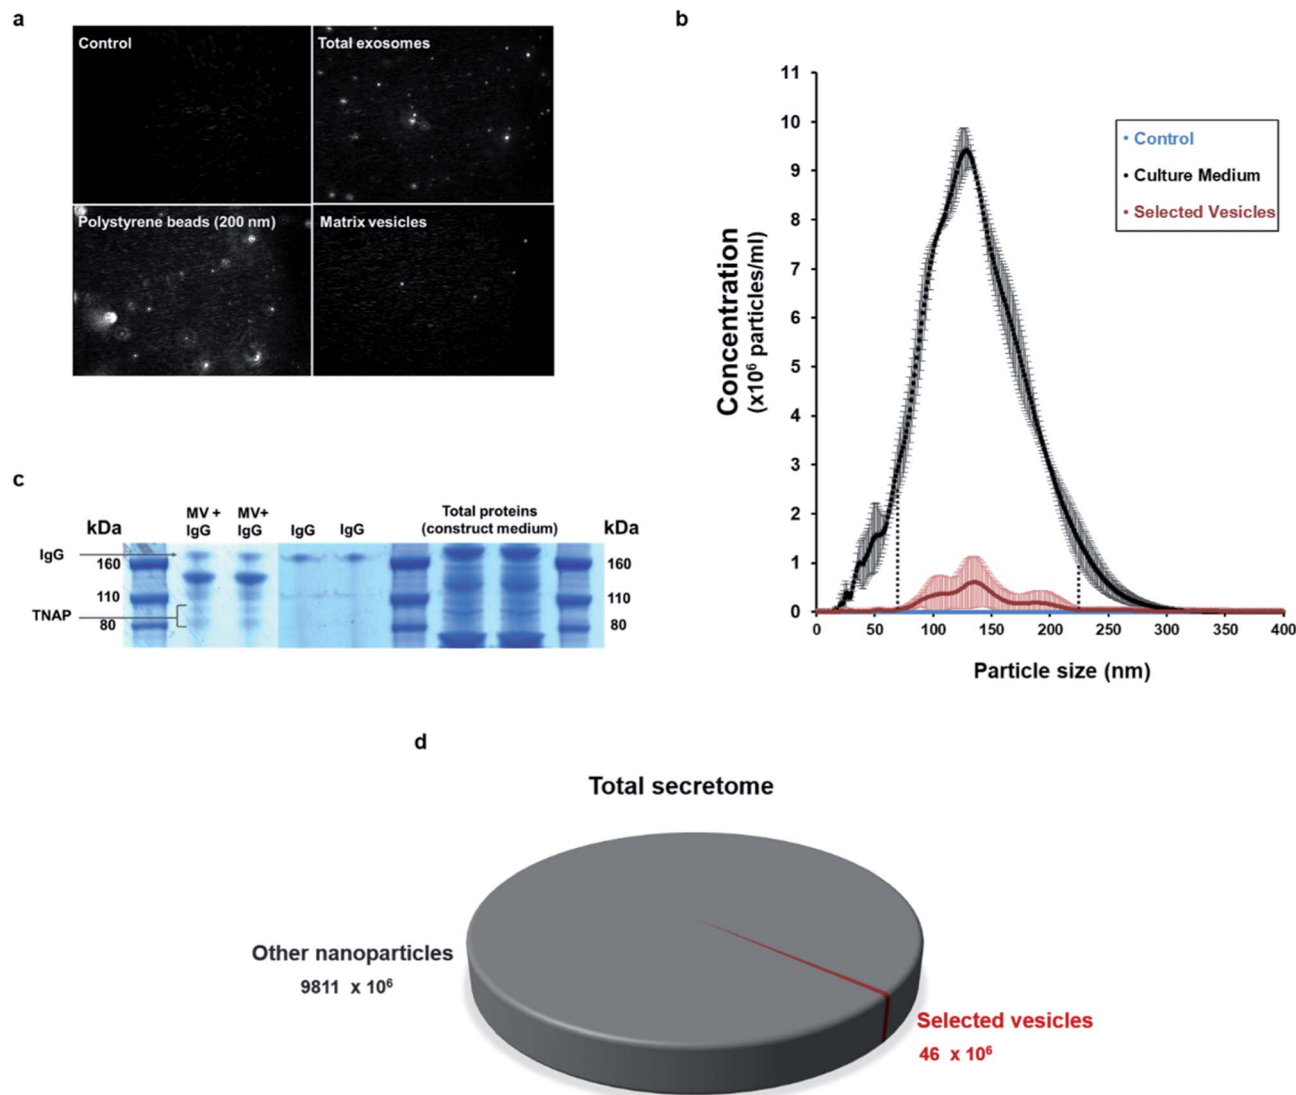 a
Control
Total exosomes
Polystyrene beads (200 nm)
Matrix vesicles
b
11
10
9
8
7
6
5
4
3
2
1
0
Concentration
(x10⁶ particles/ml)
• Control
• Culture Medium
• Selected Vesicles
0 50 100 150 200 250 300 350 400
Particle size (nm)
c
kDa
MV + IgG
MV+ IgG
IgG
IgG
Total proteins
(construct medium)
kDa
IgG
160
110
TNAP
80
160
110
80
d
Total secretome
Other nanoparticles
9811 x 10⁶
Selected vesicles
46 x 10⁶